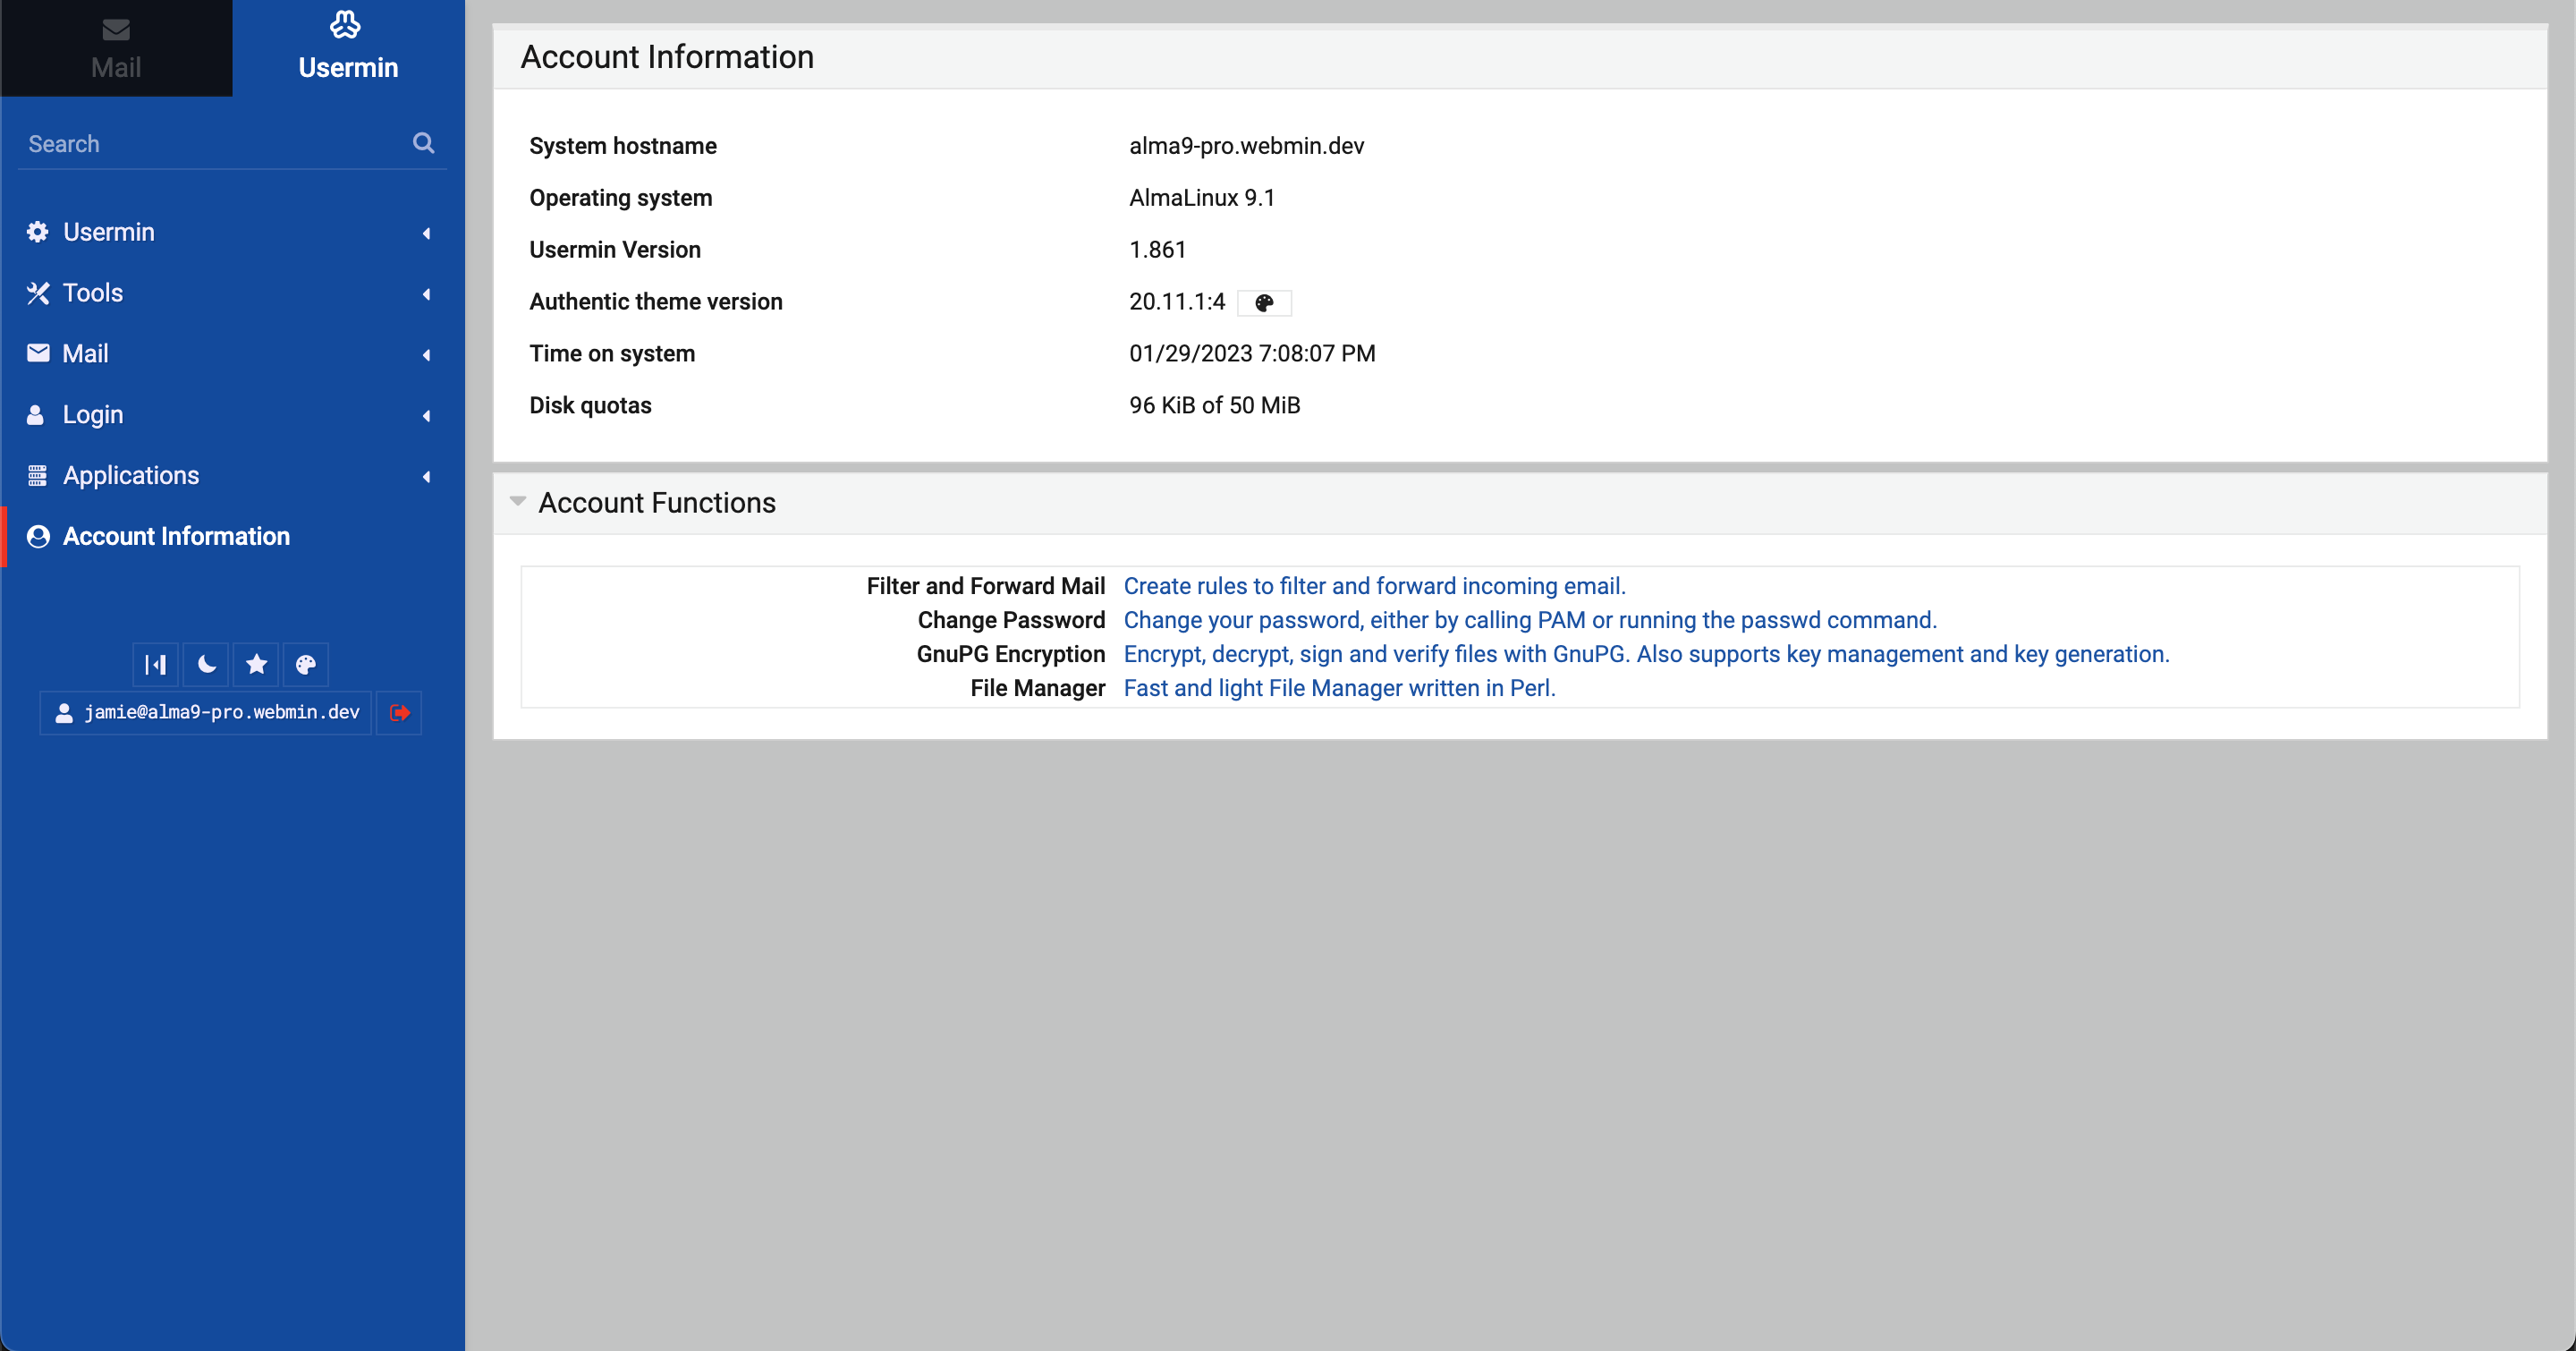 Mail
Usermin
Search
Usermin
Tools
Mail
Login
Applications
Account Information
jamie@alma9-pro.webmin.dev
Account Information
System hostname alma9-pro.webmin.dev
Operating system AlmaLinux 9.1
Usermin Version 1.861
Authentic theme version 20.11.1:4
Time on system 01/29/2023 7:08:07 PM
Disk quotas 96 KiB of 50 MiB
Account Functions
Filter and Forward Mail Create rules to filter and forward incoming email.
Change Password Change your password, either by calling PAM or running the passwd command.
GnuPG Encryption Encrypt, decrypt, sign and verify files with GnuPG. Also supports key management and key generation.
File Manager Fast and light File Manager written in Perl.